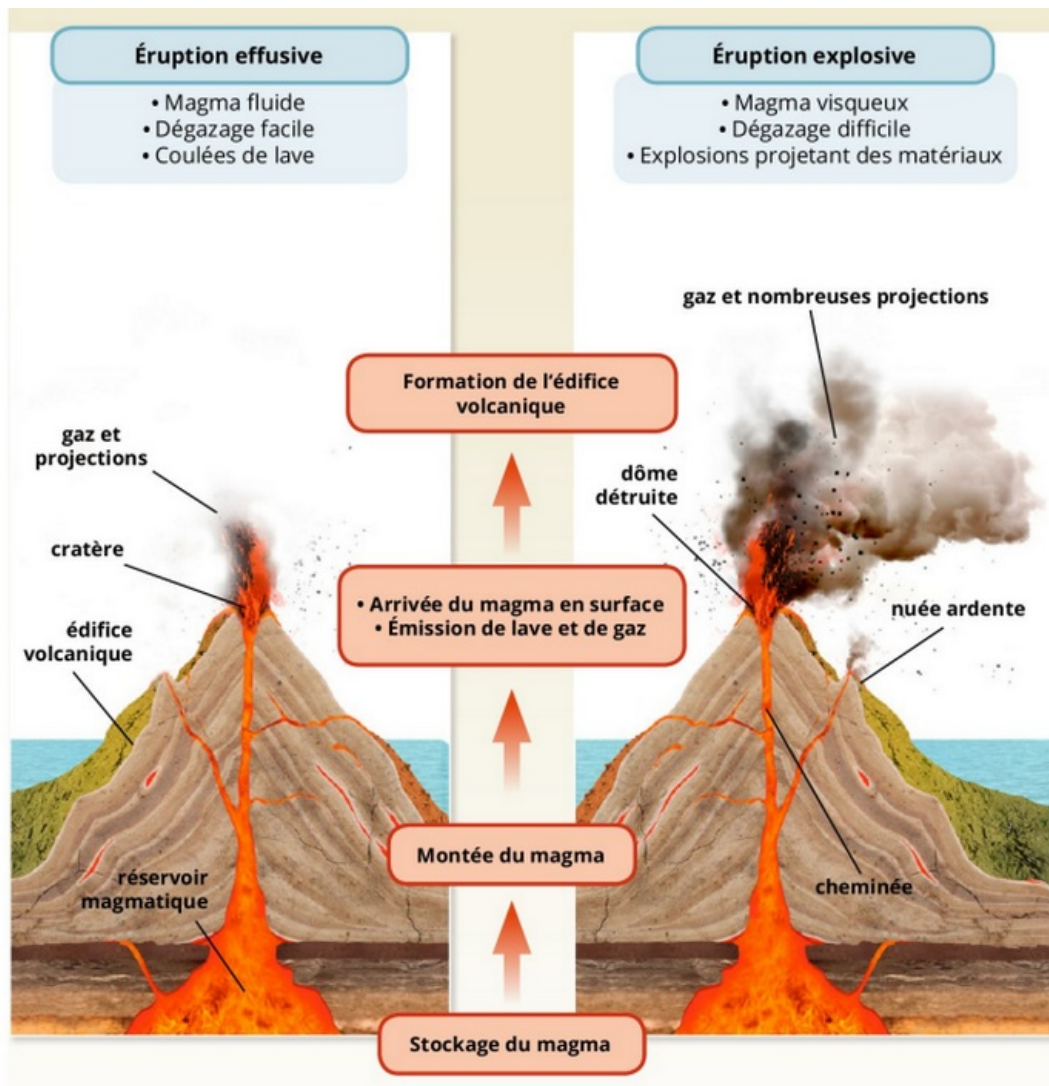 Éruption effusive
• Magma fluide
• Dégazage facile
• Coulées de lave
Éruption explosive
• Magma visqueux
• Dégazage difficile
• Explosions projetant des matériaux
gaz et nombreuses projections
Formation de l'édifice
volcanique
gaz et
projections
dôme
détruite
cratère
• Arrivée du magma en surface
• Émission de lave et de gaz
nuée ardente
édifice
volcanique
Montée du magma
réservoir
magmatique
cheminée
Stockage du magma